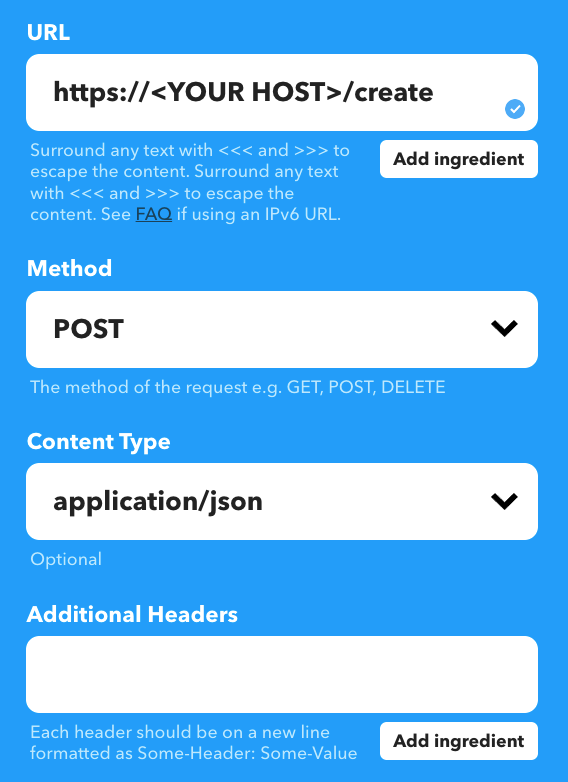 URL
https://<YOUR HOST>/create
Surround any text with <<< and >>> to
escape the content. Surround any text
with <<< and >>> to escape the
content. See FAQ if using an IPv6 URL.
Add ingredient
Method
POST
The method of the request e.g. GET, POST, DELETE
Content Type
application/json
Optional
Additional Headers
Each header should be on a new line
formatted as Some-Header: Some-Value
Add ingredient